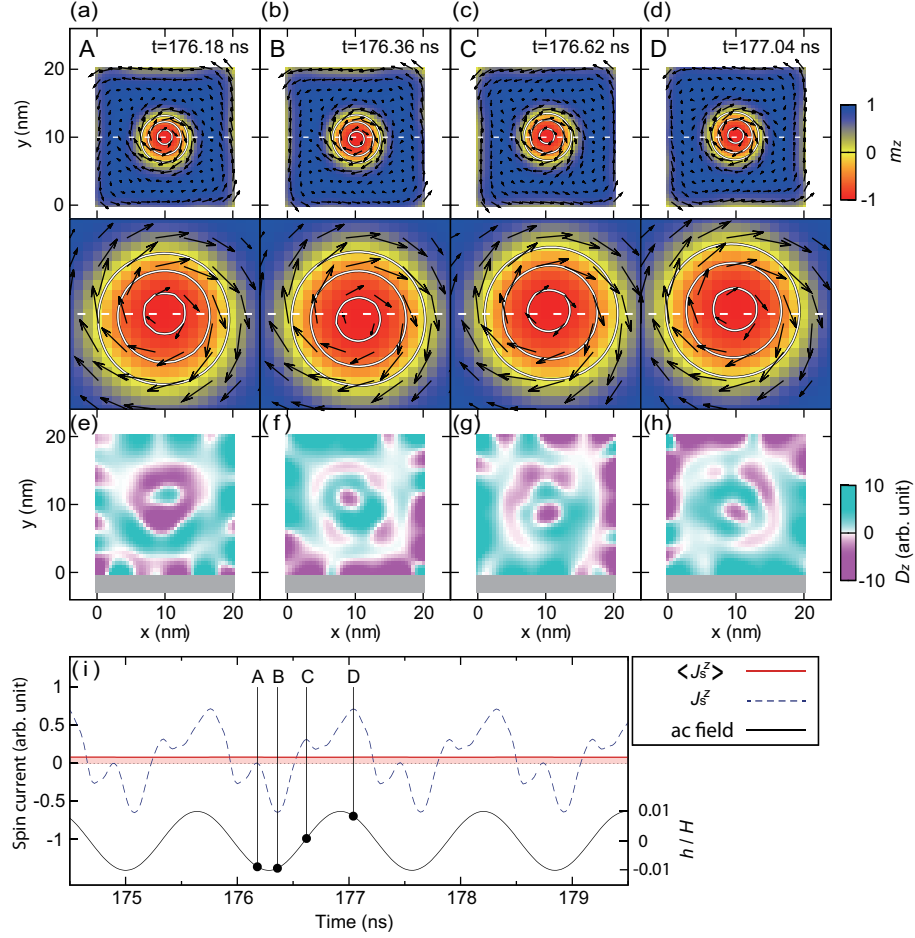 (a) (b) (c) (d)
A t=176.18 ns B t=176.36 ns C t=176.62 ns D t=177.04 ns
20
10
0
y (nm)
1
0
-1
mz
(e) (f) (g) (h)
20
10
0
y (nm)
10
0
-10
Dz (arb. unit)
0 10 20 0 10 20 0 10 20 0 10 20
x (nm) x (nm) x (nm) x (nm)
(i)
A B C D
1
0.5
0
-0.5
-1
Spin current (arb. unit)
0.01
0
-0.01
h / H
175 176 177 178 179
Time (ns)
<Jsz>
Jsz
ac field